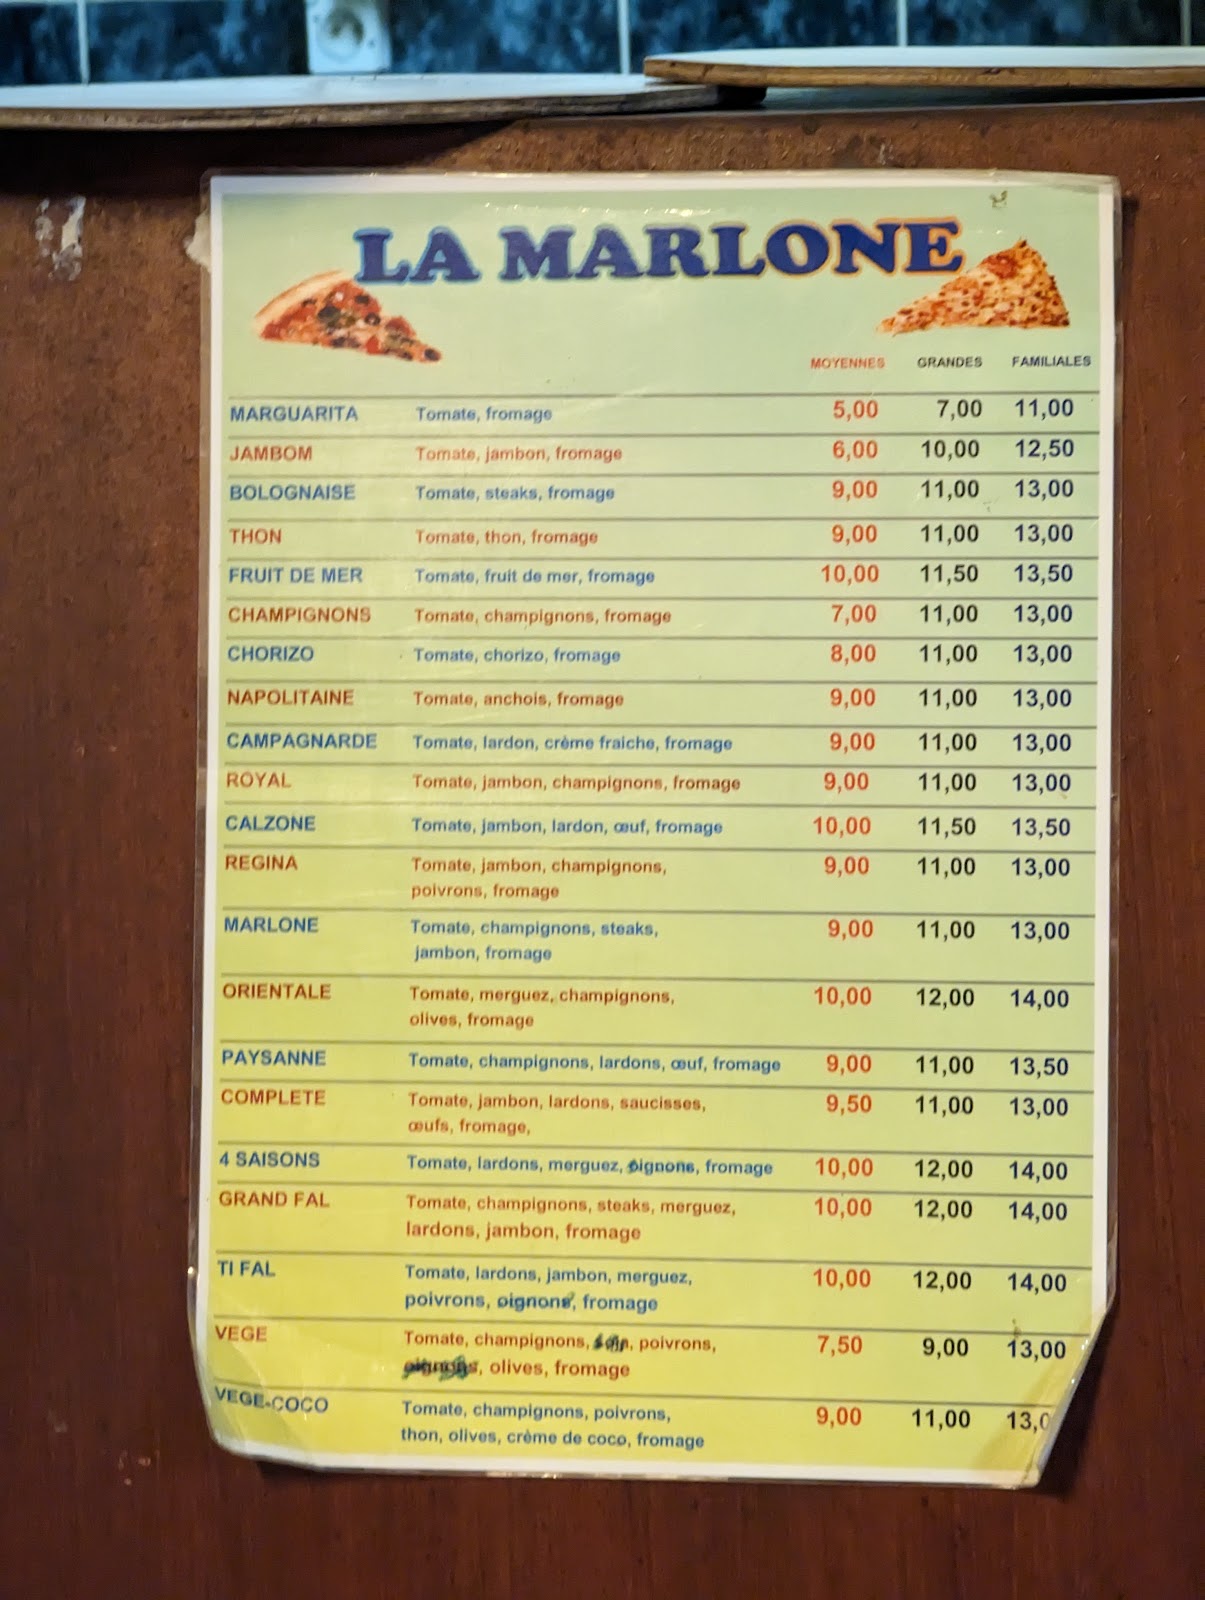 LA MARLONE
MOYENNES GRANDES FAMILIALES
MARGUARITA Tomate, fromage 5,00 7,00 11,00
JAMBOM Tomate, jambon, fromage 6,00 10,00 12,50
BOLOGNAISE Tomate, steaks, fromage 9,00 11,00 13,00
THON Tomate, thon, fromage 9,00 11,00 13,00
FRUIT DE MER Tomate, fruit de mer, fromage 10,00 11,50 13,50
CHAMPIGNONS Tomate, champignons, fromage 7,00 11,00 13,00
CHORIZO Tomate, chorizo, fromage 8,00 11,00 13,00
NAPOLITAINE Tomate, anchois, fromage 9,00 11,00 13,00
CAMPAGNARDE Tomate, lardon, crème fraiche, fromage 9,00 11,00 13,00
ROYAL Tomate, jambon, champignons, fromage 9,00 11,00 13,00
CALZONE Tomate, jambon, lardon, œuf, fromage 10,00 11,50 13,50
REGINA Tomate, jambon, champignons, 9,00 11,00 13,00
poivrons, fromage
MARLONE Tomate, champignons, steaks, 9,00 11,00 13,00
jambon, fromage
ORIENTALE Tomate, merguez, champignons, 10,00 12,00 14,00
olives, fromage
PAYSANNE Tomate, champignons, lardons, œuf, fromage 9,00 11,00 13,50
COMPLETE Tomate, jambon, lardons, saucisses, 9,50 11,00 13,00
œufs, fromage,
4 SAISONS Tomate, lardons, merguez, oignons, fromage 10,00 12,00 14,00
GRAND FAL Tomate, champignons, steaks, merguez, 10,00 12,00 14,00
lardons, jambon, fromage
TI FAL Tomate, lardons, jambon, merguez, 10,00 12,00 14,00
poivrons, oignons, fromage
VEGE Tomate, champignons, poivrons, 7,50 9,00 13,00
olives, fromage
VEGE-COCO Tomate, champignons, poivrons, 9,00 11,00 13,0
thon, olives, crème de coco, fromage